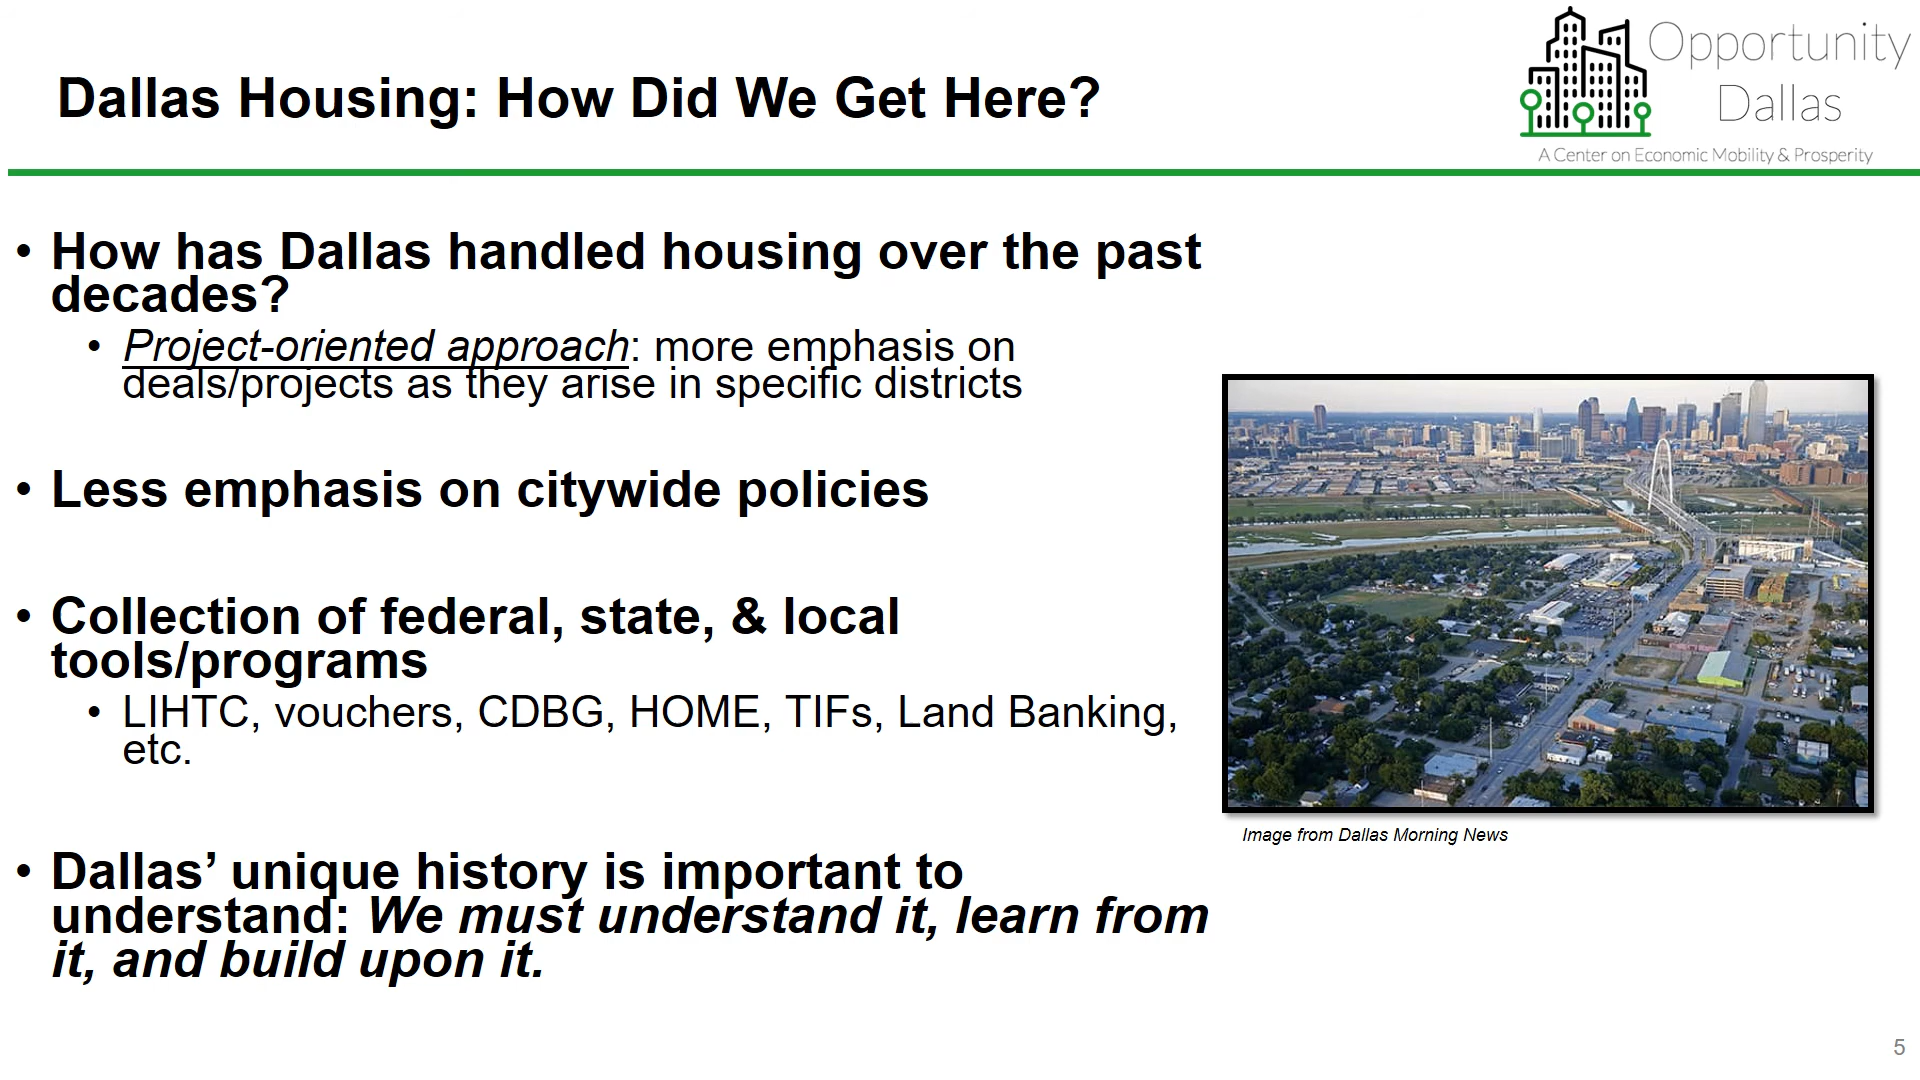 Opportunity
Dallas
A Center on Economic Mobility & Prosperity
Dallas Housing: How Did We Get Here?
• How has Dallas handled housing over the past
decades?
• Project-oriented approach: more emphasis on
deals/projects as they arise in specific districts
• Less emphasis on citywide policies
• Collection of federal, state, & local
tools/programs
• LIHTC, vouchers, CDBG, HOME, TIFs, Land Banking,
etc.
• Dallas’ unique history is important to
understand: We must understand it, learn from
it, and build upon it.
Image from Dallas Morning News
5